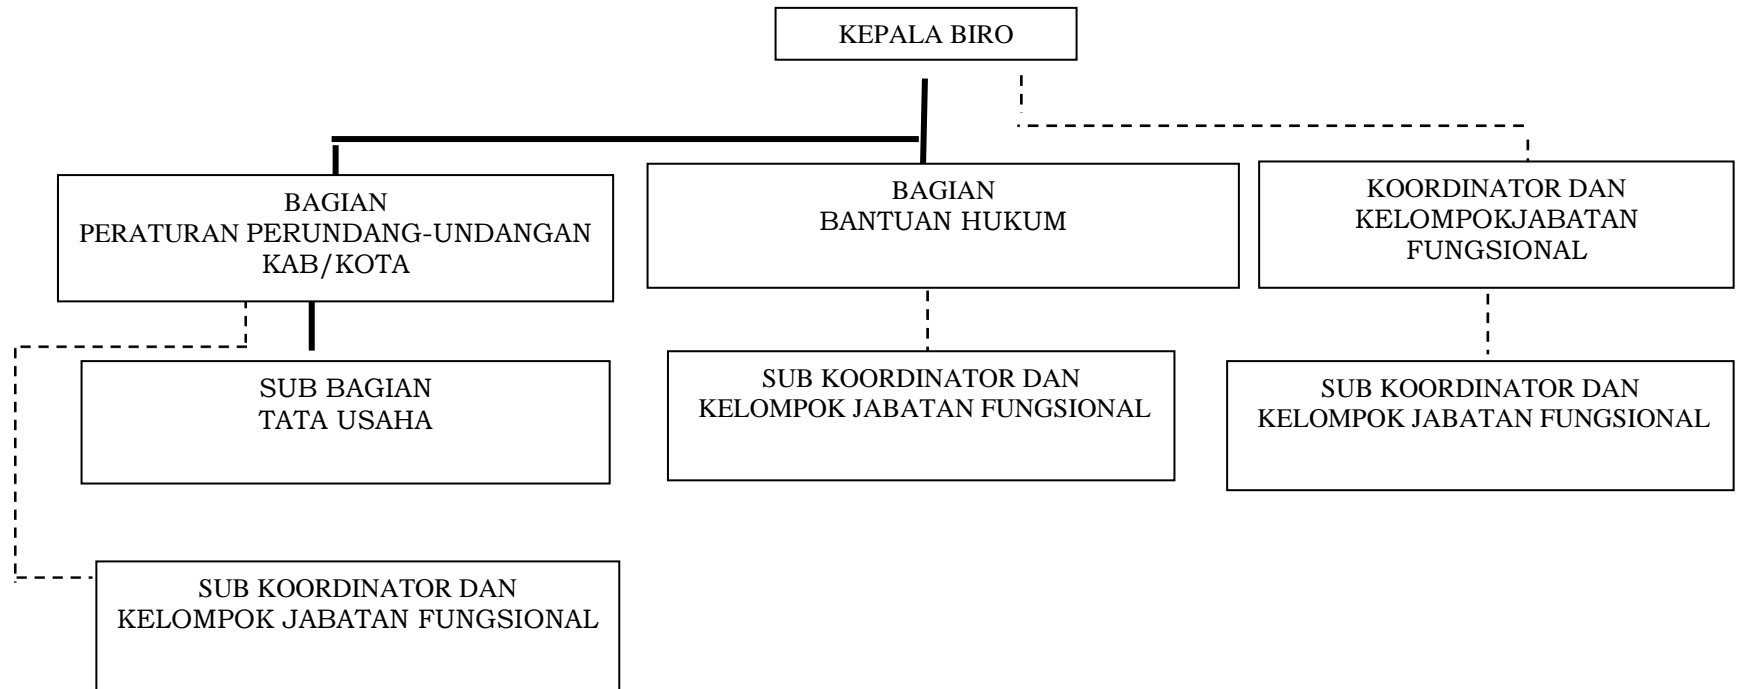 KEPALA BIRO
BAGIAN
PERATURAN PERUNDANG-UNDANGAN
KAB/KOTA
BAGIAN
BANTUAN HUKUM
KOORDINATOR DAN
KELOMPOKJABATAN
FUNGSIONAL
SUB BAGIAN
TATA USAHA
SUB KOORDINATOR DAN
KELOMPOK JABATAN FUNGSIONAL
SUB KOORDINATOR DAN
KELOMPOK JABATAN FUNGSIONAL
SUB KOORDINATOR DAN
KELOMPOK JABATAN FUNGSIONAL